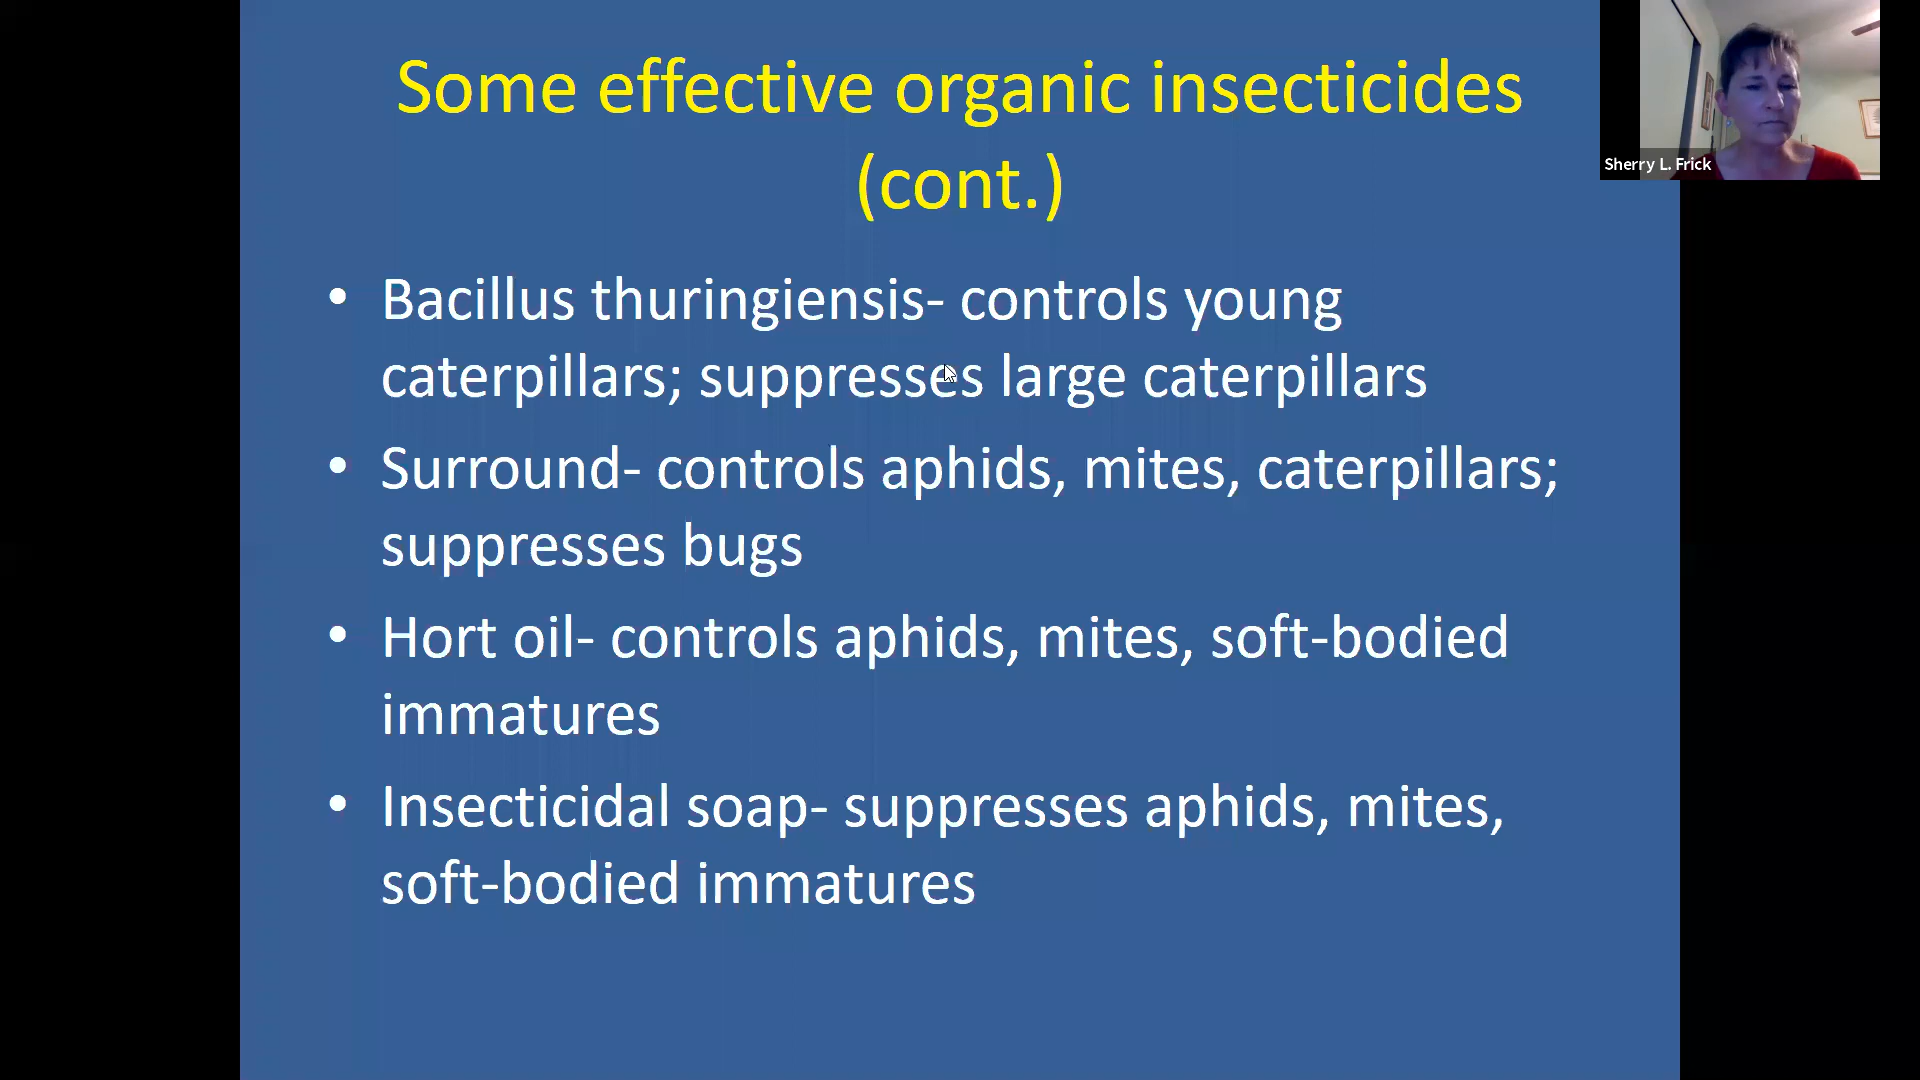 Some effective organic insecticides
(cont.)
Sherry L. Frick
• Bacillus thuringiensis- controls young
caterpillars; suppresses large caterpillars
• Surround- controls aphids, mites, caterpillars;
suppresses bugs
• Hort oil- controls aphids, mites, soft-bodied
immatures
• Insecticidal soap- suppresses aphids, mites,
soft-bodied immatures